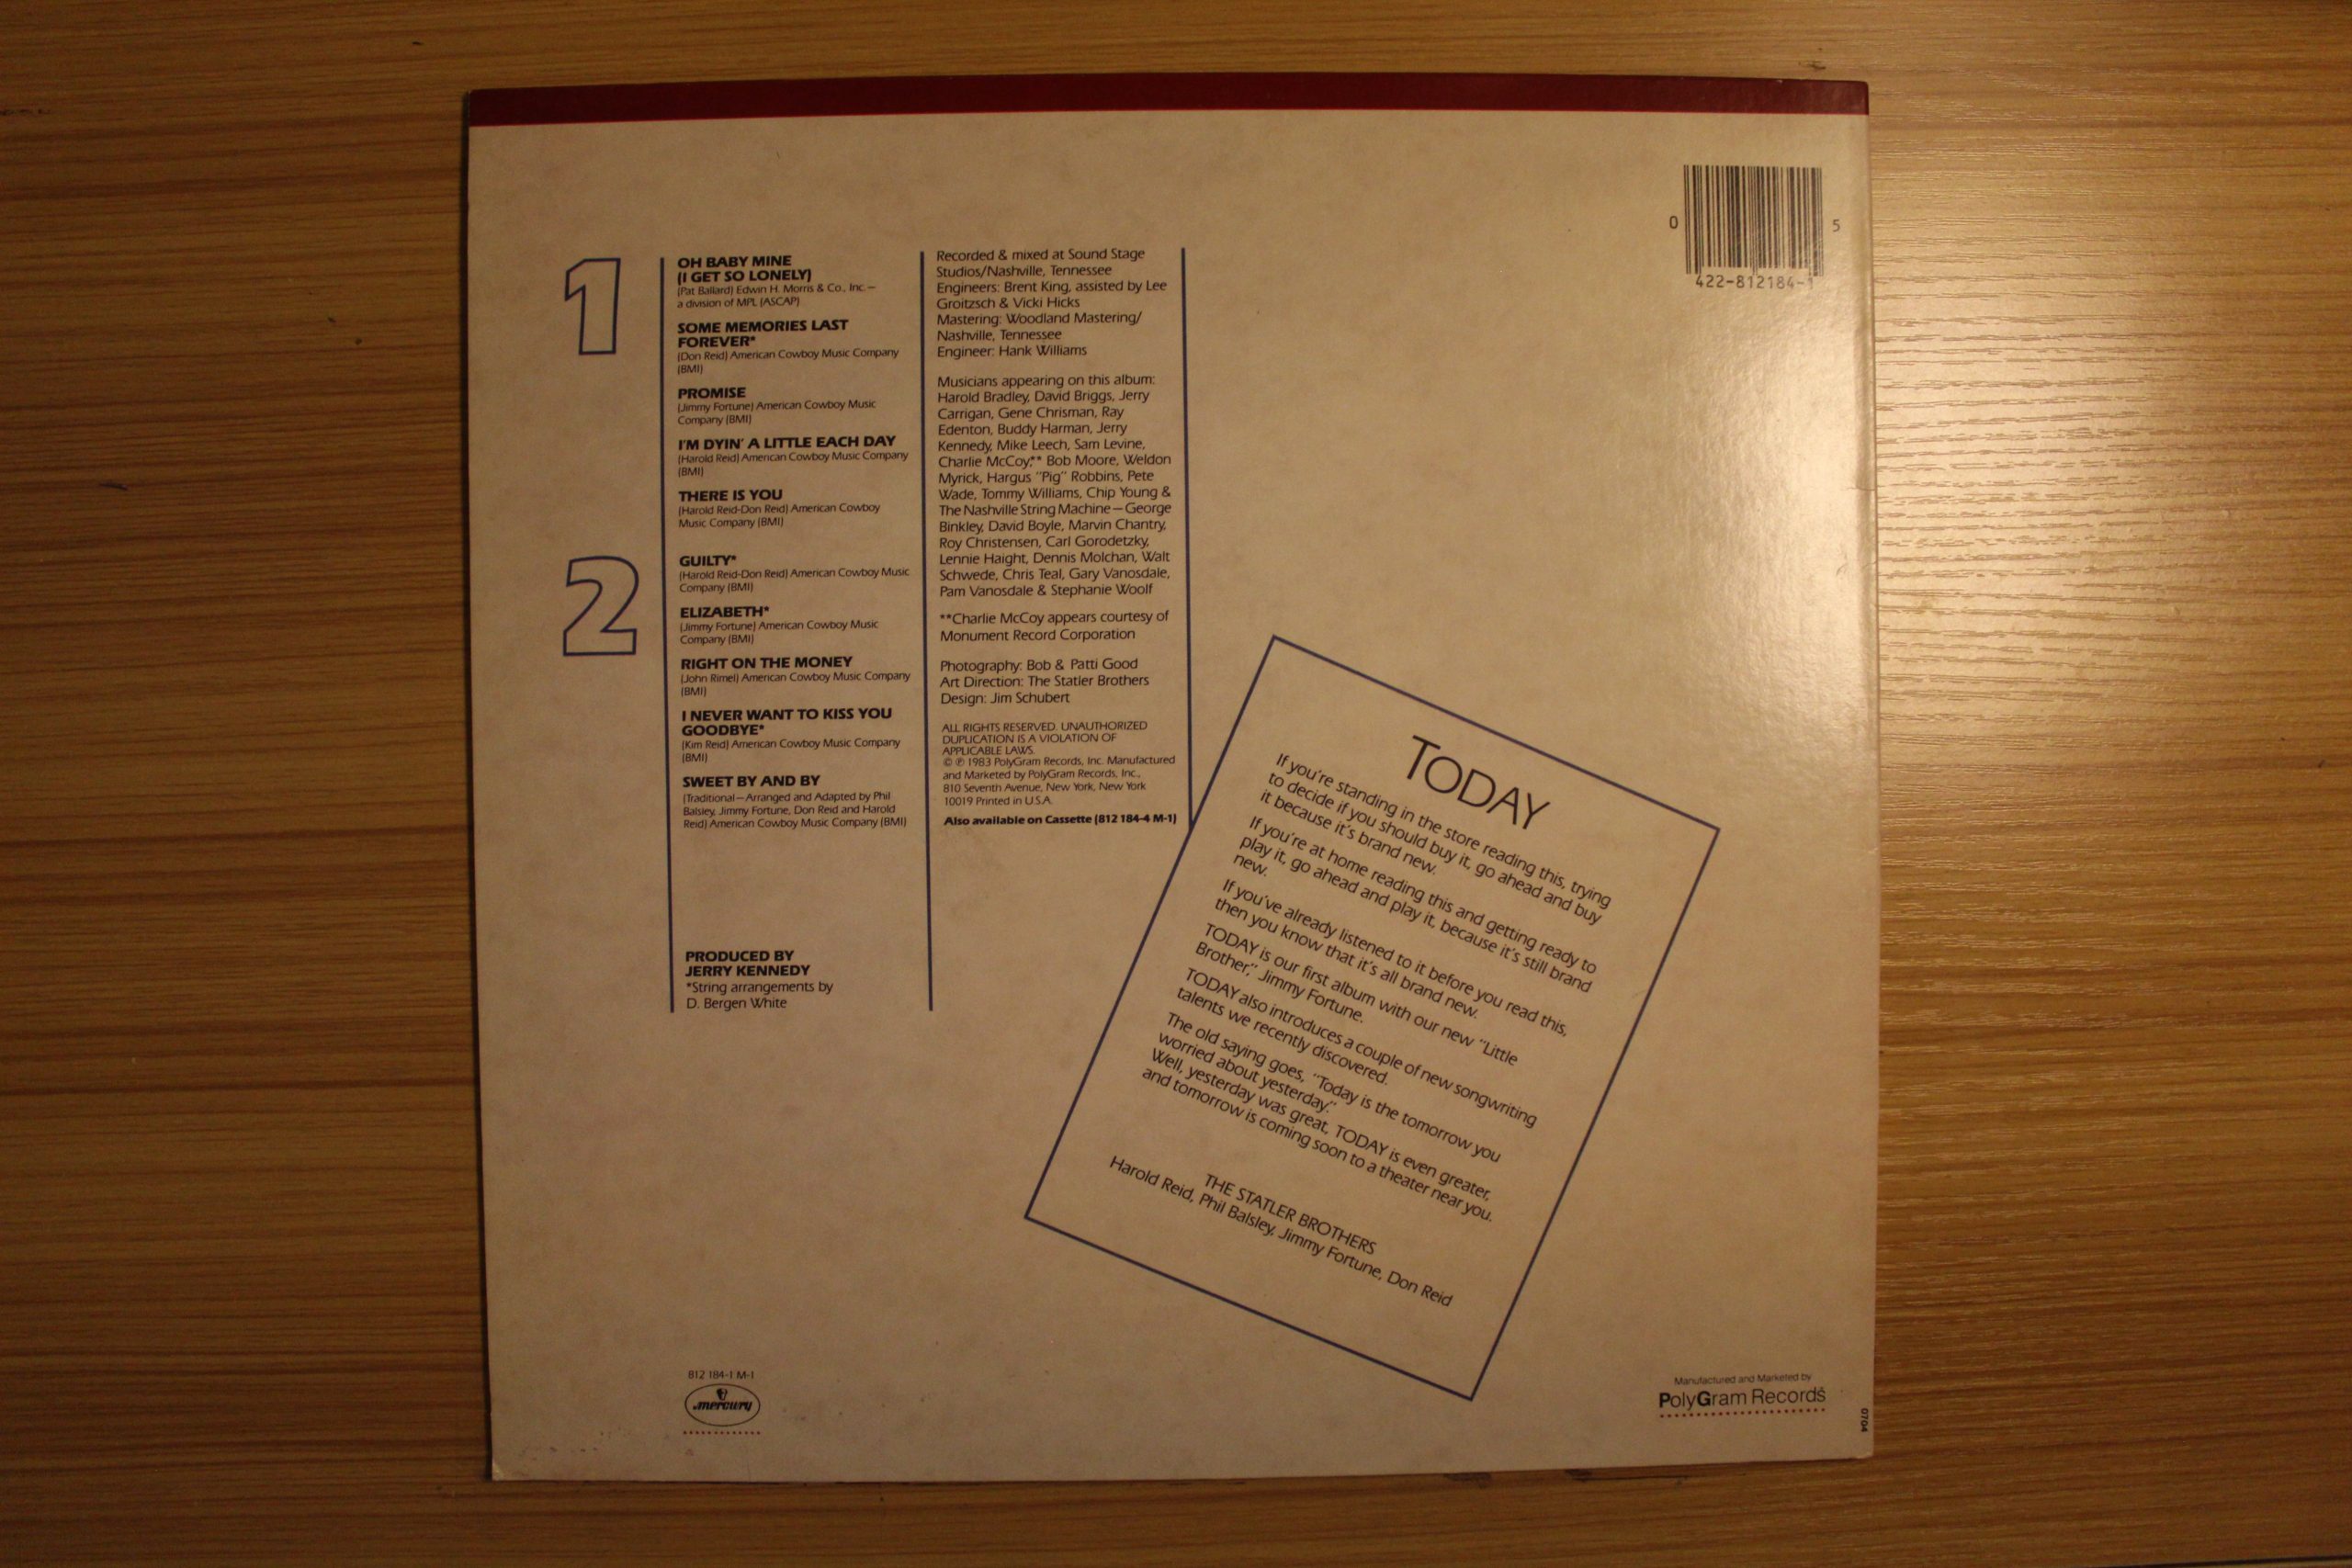 1
OH BABY MINE
(I GET SO LONELY)
(Pat Ballard) Edwin H. Morris & Co., Inc.—
a division of MPL (ASCAP)
SOME MEMORIES LAST
FOREVER*
(Don Reid) American Cowboy Music Company
(BMI)
PROMISE
(Jimmy Fortune) American Cowboy Music
Company (BMI)
I'M DYIN' A LITTLE EACH DAY
(Harold Reid) American Cowboy Music Company
(BMI)
THERE IS YOU
(Harold Reid-Don Reid) American Cowboy
Music Company (BMI)
2
GUILTY*
(Harold Reid-Don Reid) American Cowboy Music
Company (BMI)
ELIZABETH*
(Jimmy Fortune) American Cowboy Music
Company (BMI)
RIGHT ON THE MONEY
(John Rimel) American Cowboy Music Company
(BMI)
I NEVER WANT TO KISS YOU
GOODBYE*
(Kim Reid) American Cowboy Music Company
(BMI)
SWEET BY AND BY
(Traditional—Arranged and Adapted by Phil
Balsley, Jimmy Fortune, Don Reid and Harold
Reid) American Cowboy Music Company (BMI)
PRODUCED BY
JERRY KENNEDY
*String arrangements by
D. Bergen White
Recorded & mixed at Sound Stage
Studios/Nashville, Tennessee
Engineers: Brent King, assisted by Lee
Groitzsch & Vicki Hicks
Mastering: Woodland Mastering/
Nashville, Tennessee
Engineer: Hank Williams
Musicians appearing on this album:
Harold Bradley, David Briggs, Jerry
Carrigan, Gene Chrisman, Ray
Edenton, Buddy Harman, Jerry
Kennedy, Mike Leech, Sam Levine,
Charlie McCoy,** Bob Moore, Weldon
Myrick, Hargus "Pig" Robbins, Pete
Wade, Tommy Williams, Chip Young &
The Nashville String Machine—George
Binkley, David Boyle, Marvin Chantry,
Roy Christensen, Carl Gorodetzky,
Lennie Haight, Dennis Molchan, Walt
Schwede, Chris Teal, Gary Vanosdale,
Pam Vanosdale & Stephanie Woolf
**Charlie McCoy appears courtesy of
Monument Record Corporation
Photography: Bob & Patti Good
Art Direction: The Statler Brothers
Design: Jim Schubert
ALL RIGHTS RESERVED. UNAUTHORIZED
DUPLICATION IS A VIOLATION OF
APPLICABLE LAWS.
© ℗ 1983 PolyGram Records, Inc. Manufactured
and Marketed by PolyGram Records, Inc.,
810 Seventh Avenue, New York, New York
10019 Printed in U.S.A.
Also available on Cassette (812 184-4 M-1)
0 5
422-812184-1
TODAY
If you're standing in the store reading this, trying
to decide if you should buy it, go ahead and buy
it because it's brand new.
If you're at home reading this and getting ready to
play it, go ahead and play it, because it's still brand
new.
If you've already listened to it before you read this,
then you know that it's all brand new.
TODAY is our first album with our new "Little
Brother," Jimmy Fortune.
TODAY also introduces a couple of new songwriting
talents we recently discovered.
The old saying goes, "Today is the tomorrow you
worried about yesterday."
Well, yesterday was great, TODAY is even greater,
and tomorrow is coming soon to a theater near you.
THE STATLER BROTHERS
Harold Reid, Phil Balsley, Jimmy Fortune, Don Reid
812 184-1 M-1
mercury
Manufactured and Marketed by
PolyGram Records
0704